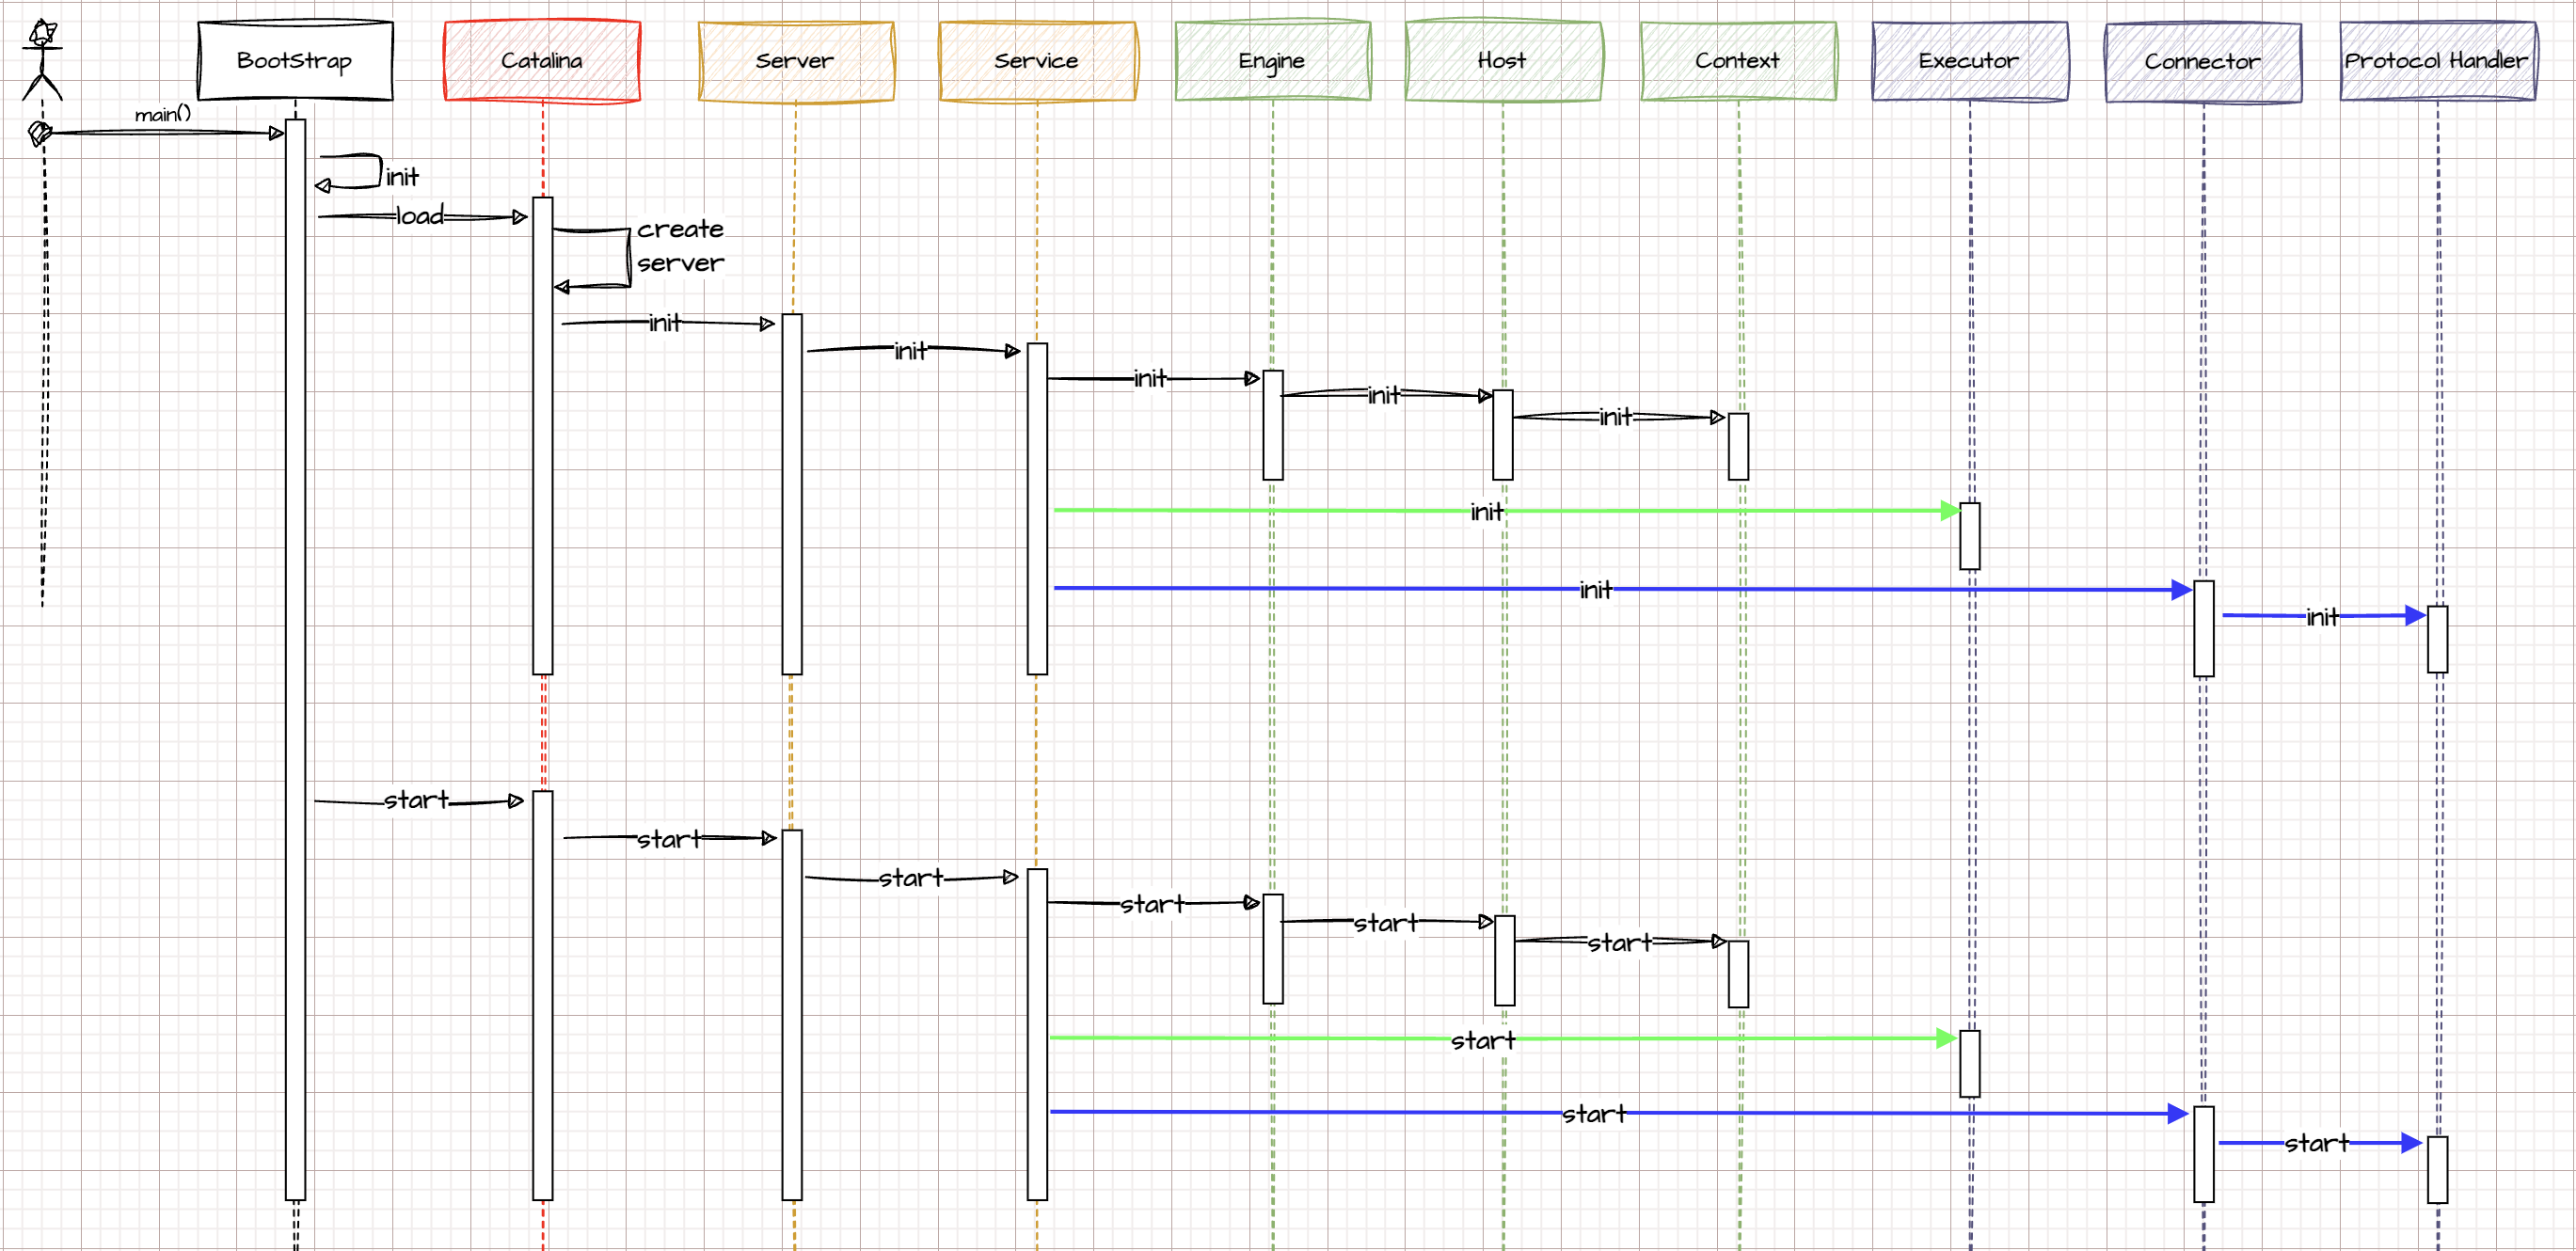 BootStrap
Catalina
Server
Service
Engine
Host
Context
Executor
Connector
Protocol Handler
main()
init
load
create
server
init
init
init
init
init
init
init
init
start
start
start
start
start
start
start
start
start